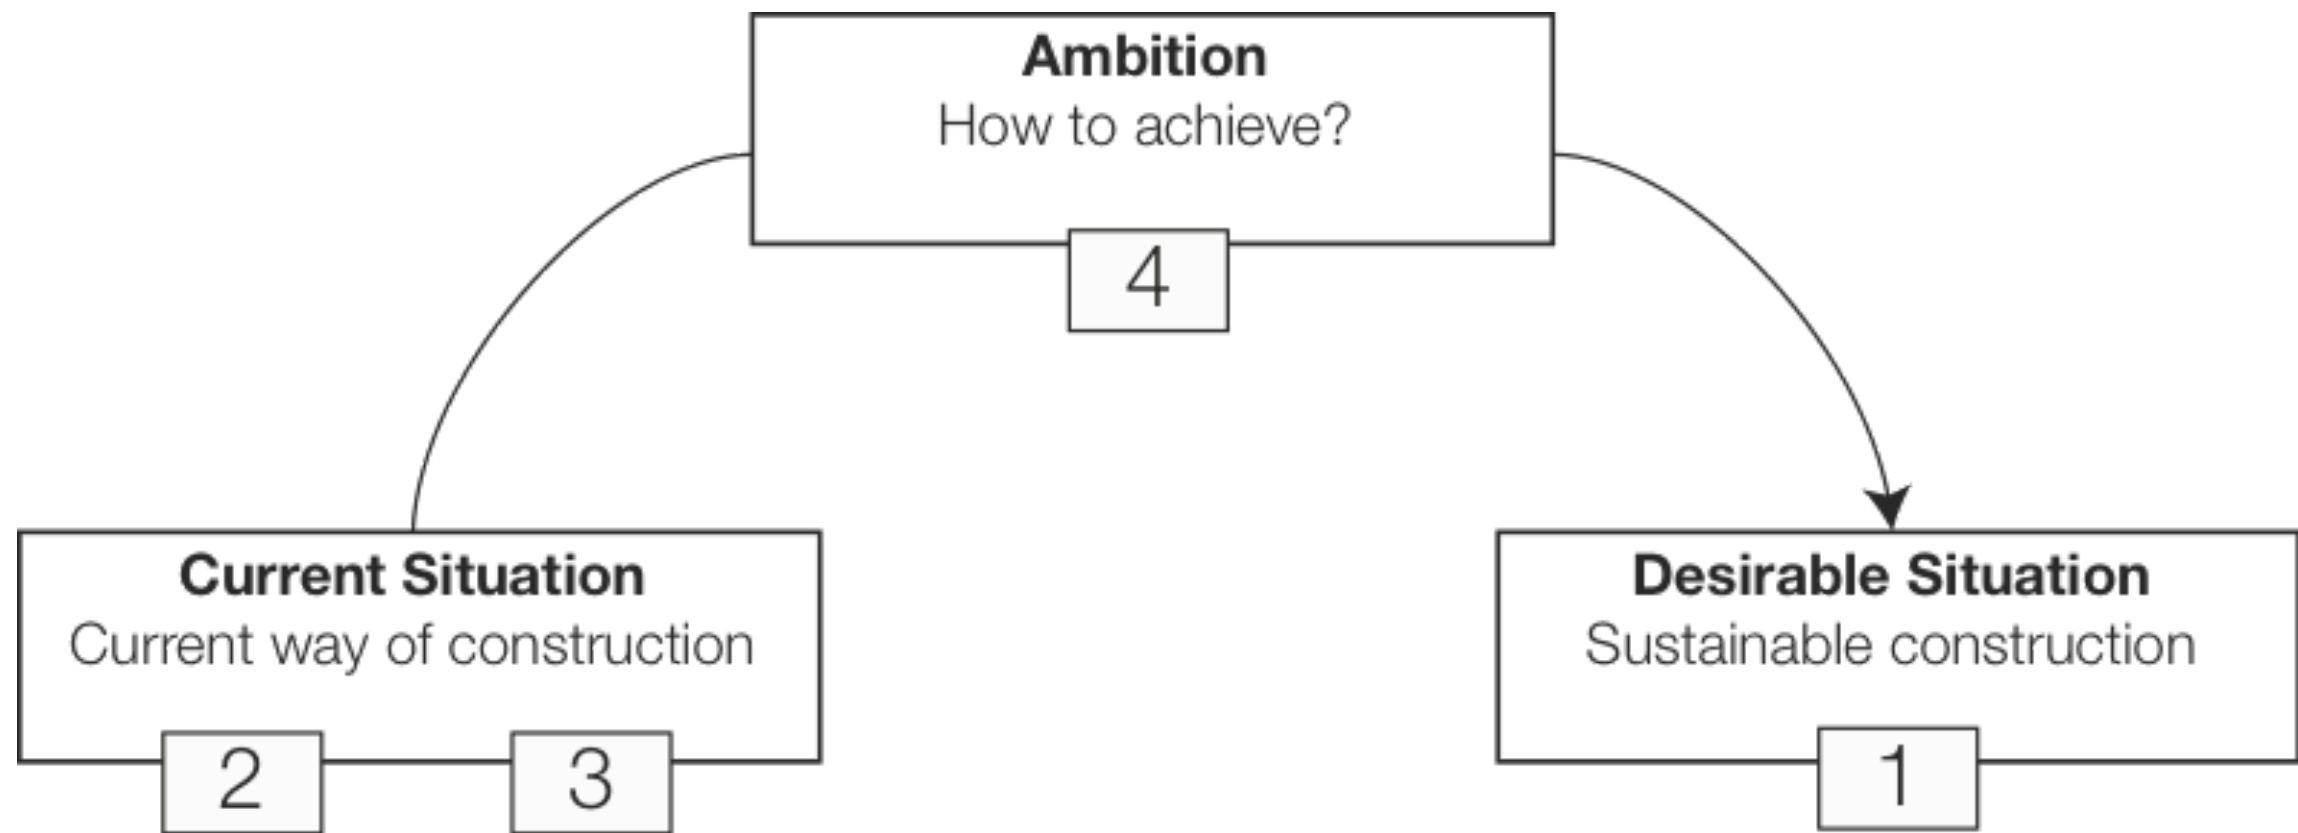 Ambition
How to achieve?
4
Current Situation
Current way of construction
2
3
Desirable Situation
Sustainable construction
1